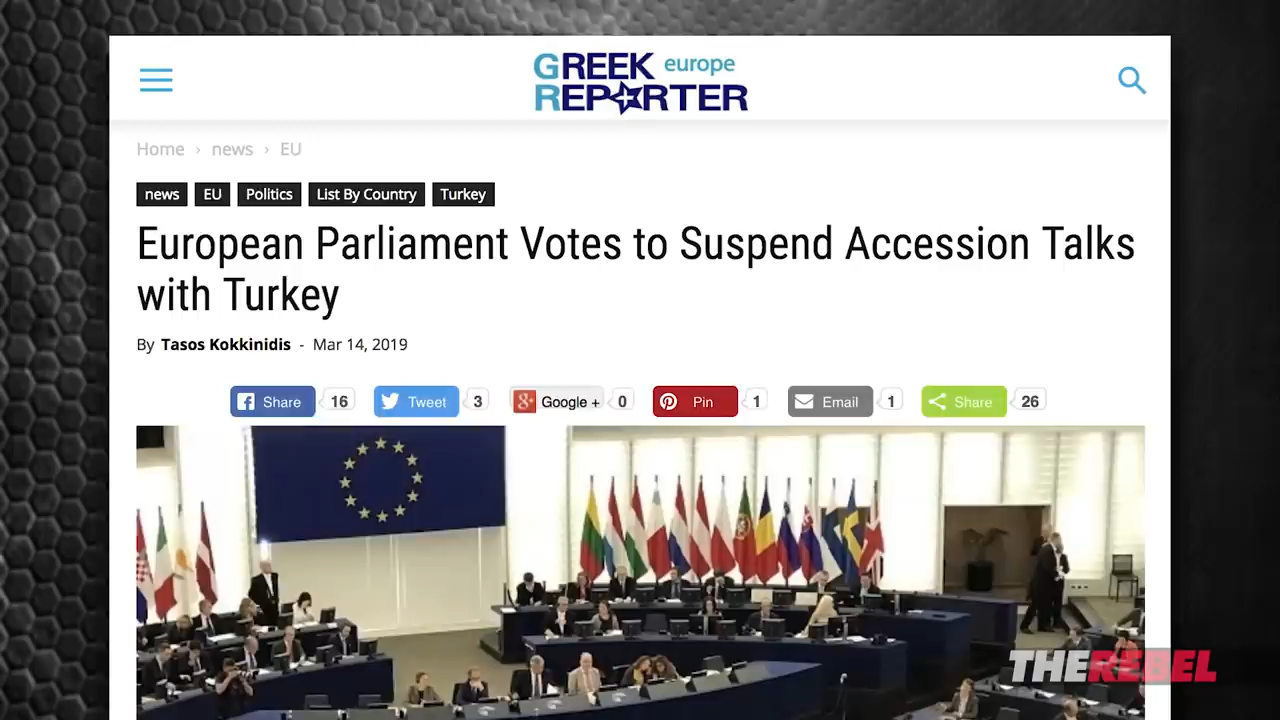 GREEK europe
REPORTER
Home › news › EU
news EU Politics List By Country Turkey
European Parliament Votes to Suspend Accession Talks
with Turkey
By Tasos Kokkinidis - Mar 14, 2019
Share 16 Tweet 3 Google + 0 Pin 1 Email 1 Share 26
THEREBEL